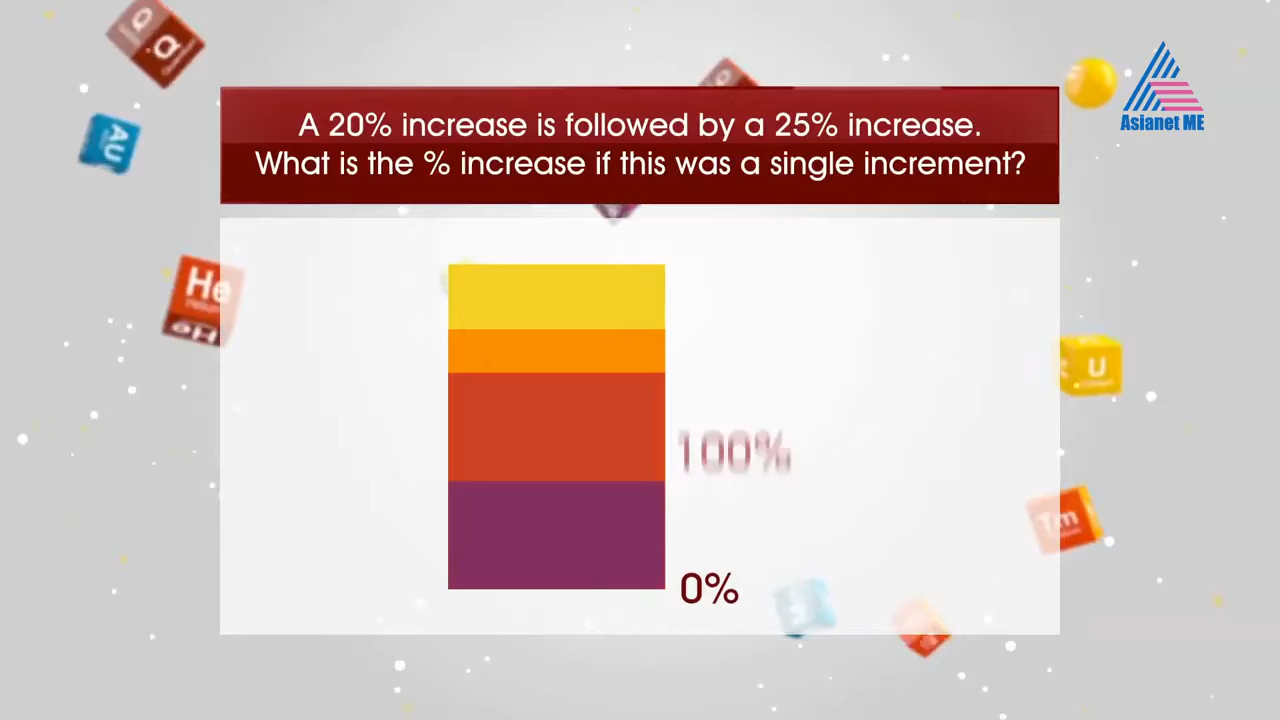 A 20% increase is followed by a 25% increase.
What is the % increase if this was a single increment?
Asianet ME
AU
He
U
Tm
100%
0%